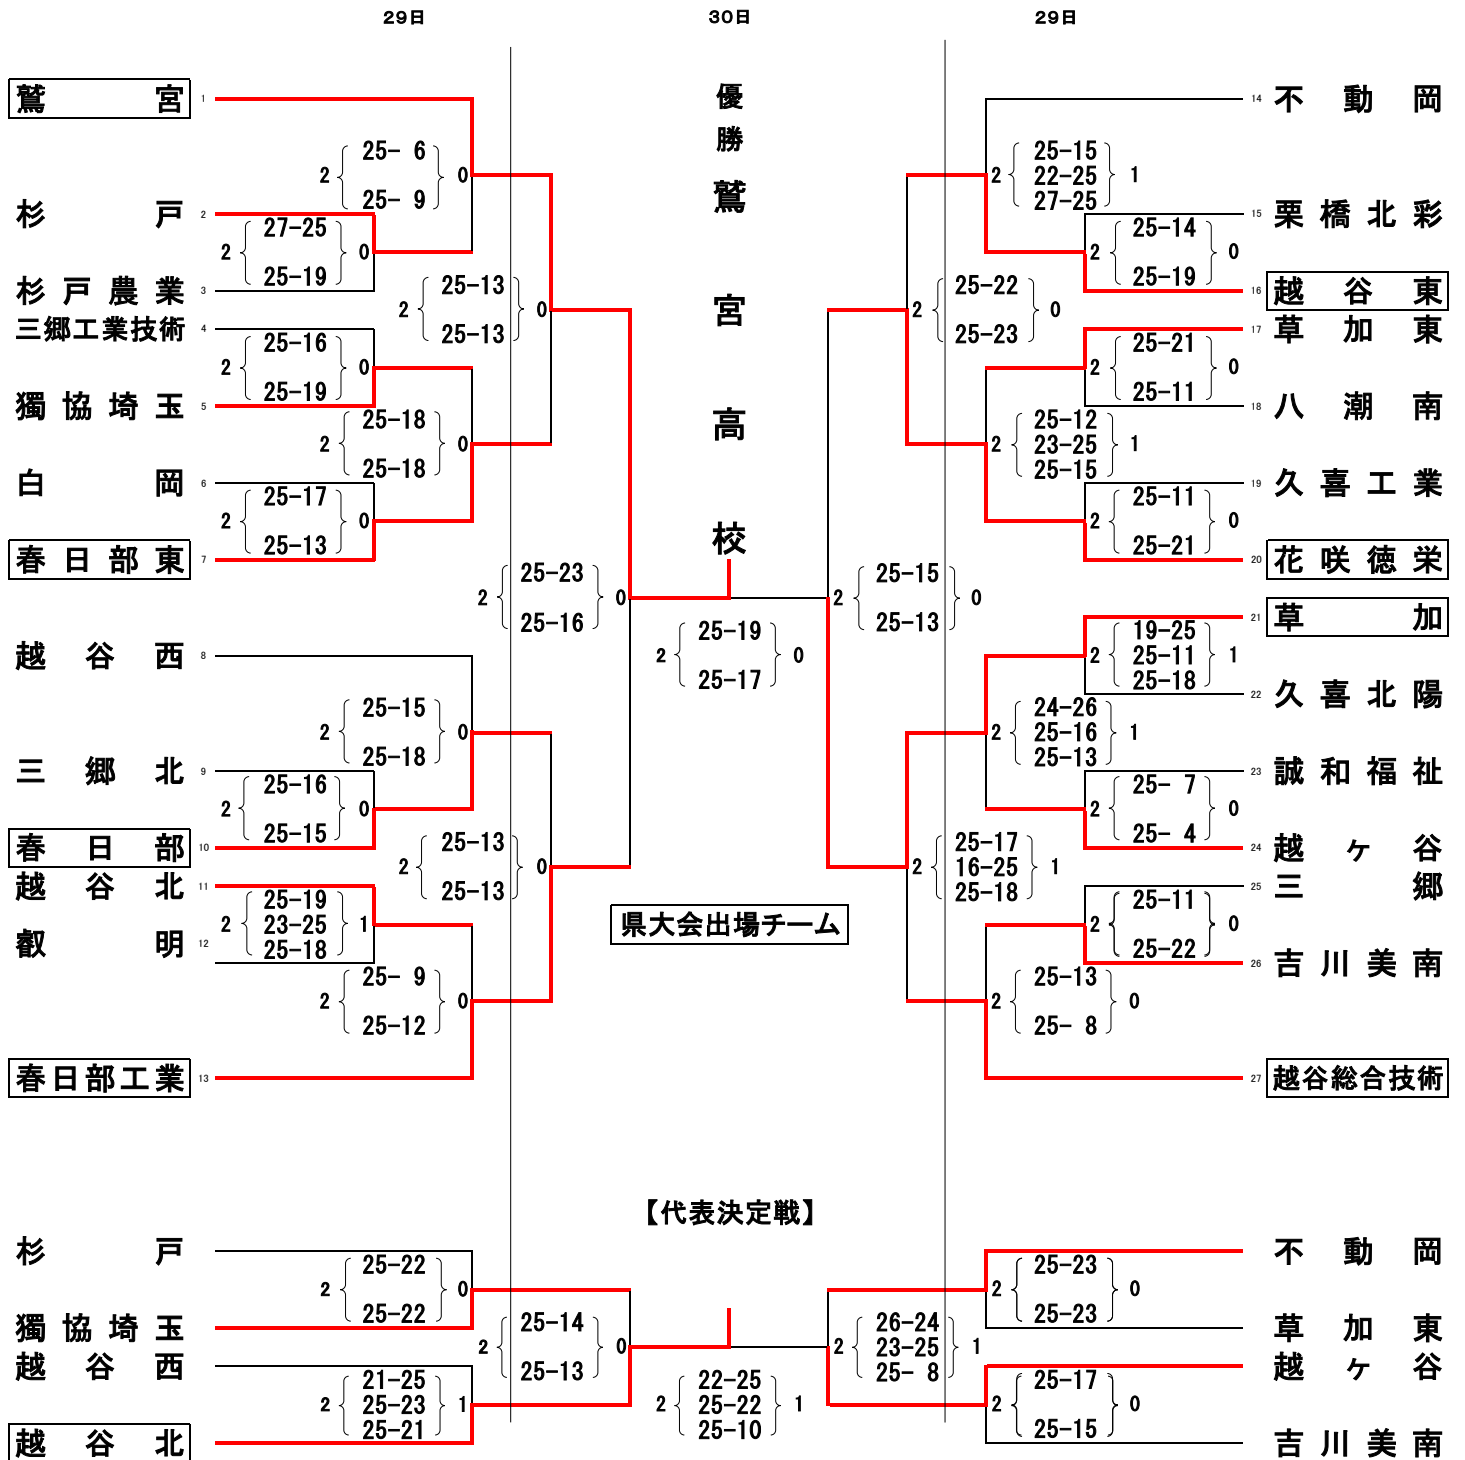 29日 30日 29日
優勝 鷲宮高校
鷲宮 1
25- 6
2 0
25- 9
杉戸 2
27-25
2 0
25-19
杉戸農業 3
25-13
2 0
25-13
三郷工業技術 4
25-16
2 0
25-19
獨協埼玉 5
25-18
2 0
25-18
白岡 6
25-17
2 0
25-13
春日部東 7
25-23
2 0
25-16
越谷西 8
25-15
2 0
25-18
三郷北 9
25-16
2 0
25-15
春日部 10
25-13
2 0
25-13
越谷北 11
25-19
2 23-25 1
25-18
叡明 12
25- 9
2 0
25-12
春日部工業 13
25-19
2 0
25-17
県大会出場チーム
14 不動岡
25-15
2 22-25 1
27-25
15 栗橋北彩
25-14
2 0
25-19
16 越谷東
25-22
2 0
25-23
17 草加東
25-21
2 0
25-11
18 八潮南
25-12
2 23-25 1
25-15
19 久喜工業
25-11
2 0
25-21
20 花咲徳栄
25-15
2 0
25-13
21 草加
19-25
2 25-11 1
25-18
22 久喜北陽
24-26
2 25-16 1
25-13
23 誠和福祉
25- 7
2 0
25- 4
24 越ヶ谷
25-17
2 16-25 1
25-18
25 三郷
25-11
2 0
25-22
26 吉川美南
25-13
2 0
25- 8
27 越谷総合技術
【代表決定戦】
杉戸
25-22
2 0
25-22
獨協埼玉
25-14
2 0
25-13
越谷西
21-25
2 25-23 1
25-21
越谷北
22-25
2 25-22 1
25-10
不動岡
25-23
2 0
25-23
草加東
26-24
2 23-25 1
25- 8
越ヶ谷
25-17
2 0
25-15
吉川美南